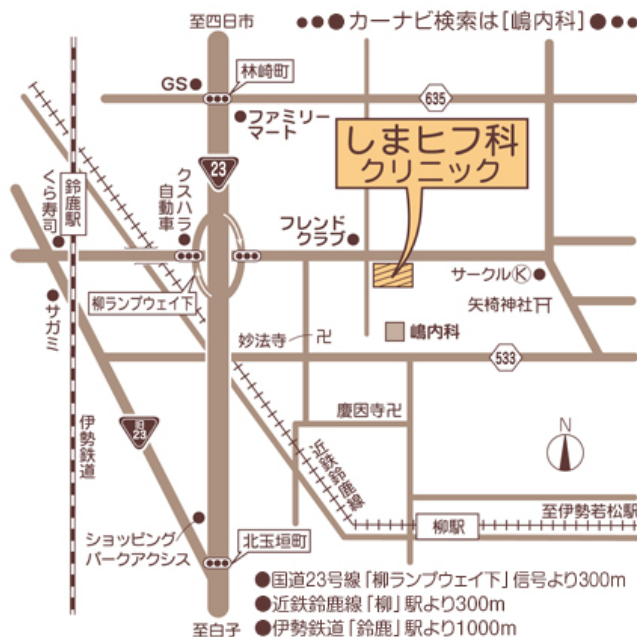 至四日市
●●●カーナビ検索は[嶋内科]●●●
林崎町
GS
635
ファミリー
マート
しまヒフ科
クリニック
23
クスハラ
自動車
鈴鹿駅
くら寿司
フレンド
クラブ
サークルⓀ
柳ランプウェイ下
矢椅神社
サガミ
嶋内科
妙法寺卍
533
慶因寺卍
旧
23
伊勢鉄道
近鉄鈴鹿線
N
至伊勢若松駅
柳駅
ショッピング
パークアクシス
北玉垣町
●国道23号線「柳ランプウェイ下」信号より300m
●近鉄鈴鹿線「柳」駅より300m
至白子
●伊勢鉄道「鈴鹿」駅より1000m